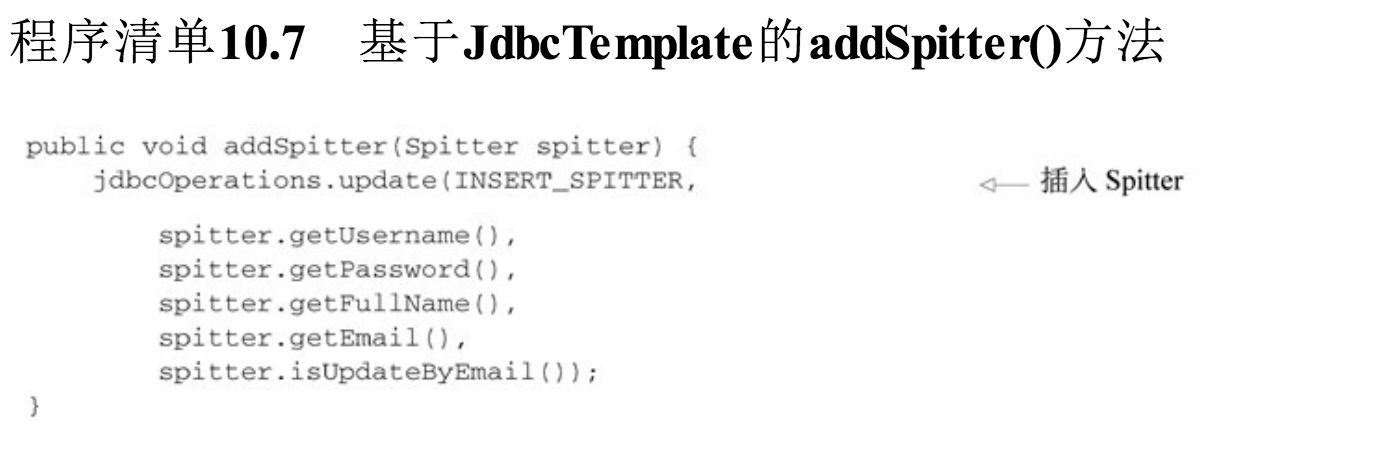 程序清单10.7 基于JdbcTemplate的addSpitter()方法
public void addSpitter(Spitter spitter) {
    jdbcOperations.update(INSERT_SPITTER,
插入 Spitter
        spitter.getUsername(),
        spitter.getPassword(),
        spitter.getFullName(),
        spitter.getEmail(),
        spitter.isUpdateByEmail());
}